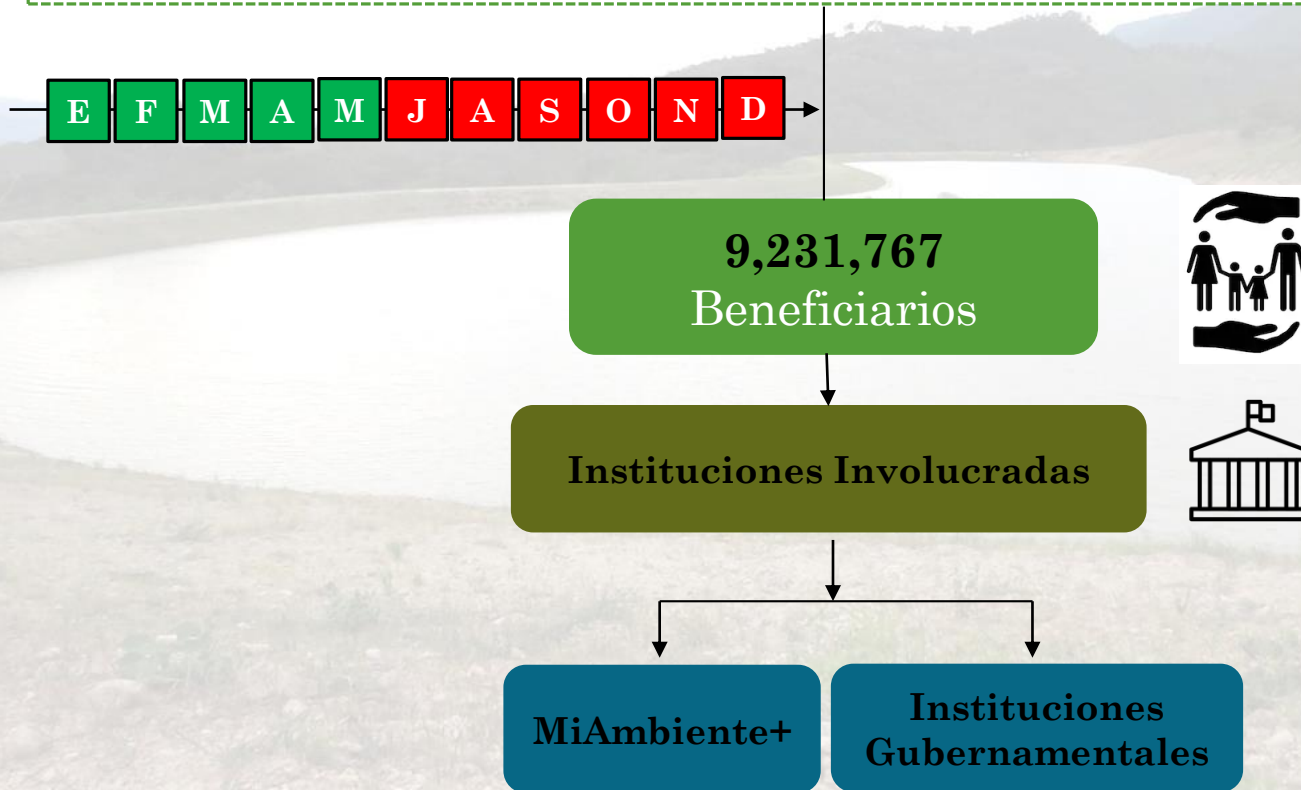 E F M A M J A S O N D
9,231,767
Beneficiarios
Instituciones Involucradas
MiAmbiente+
Instituciones
Gubernamentales